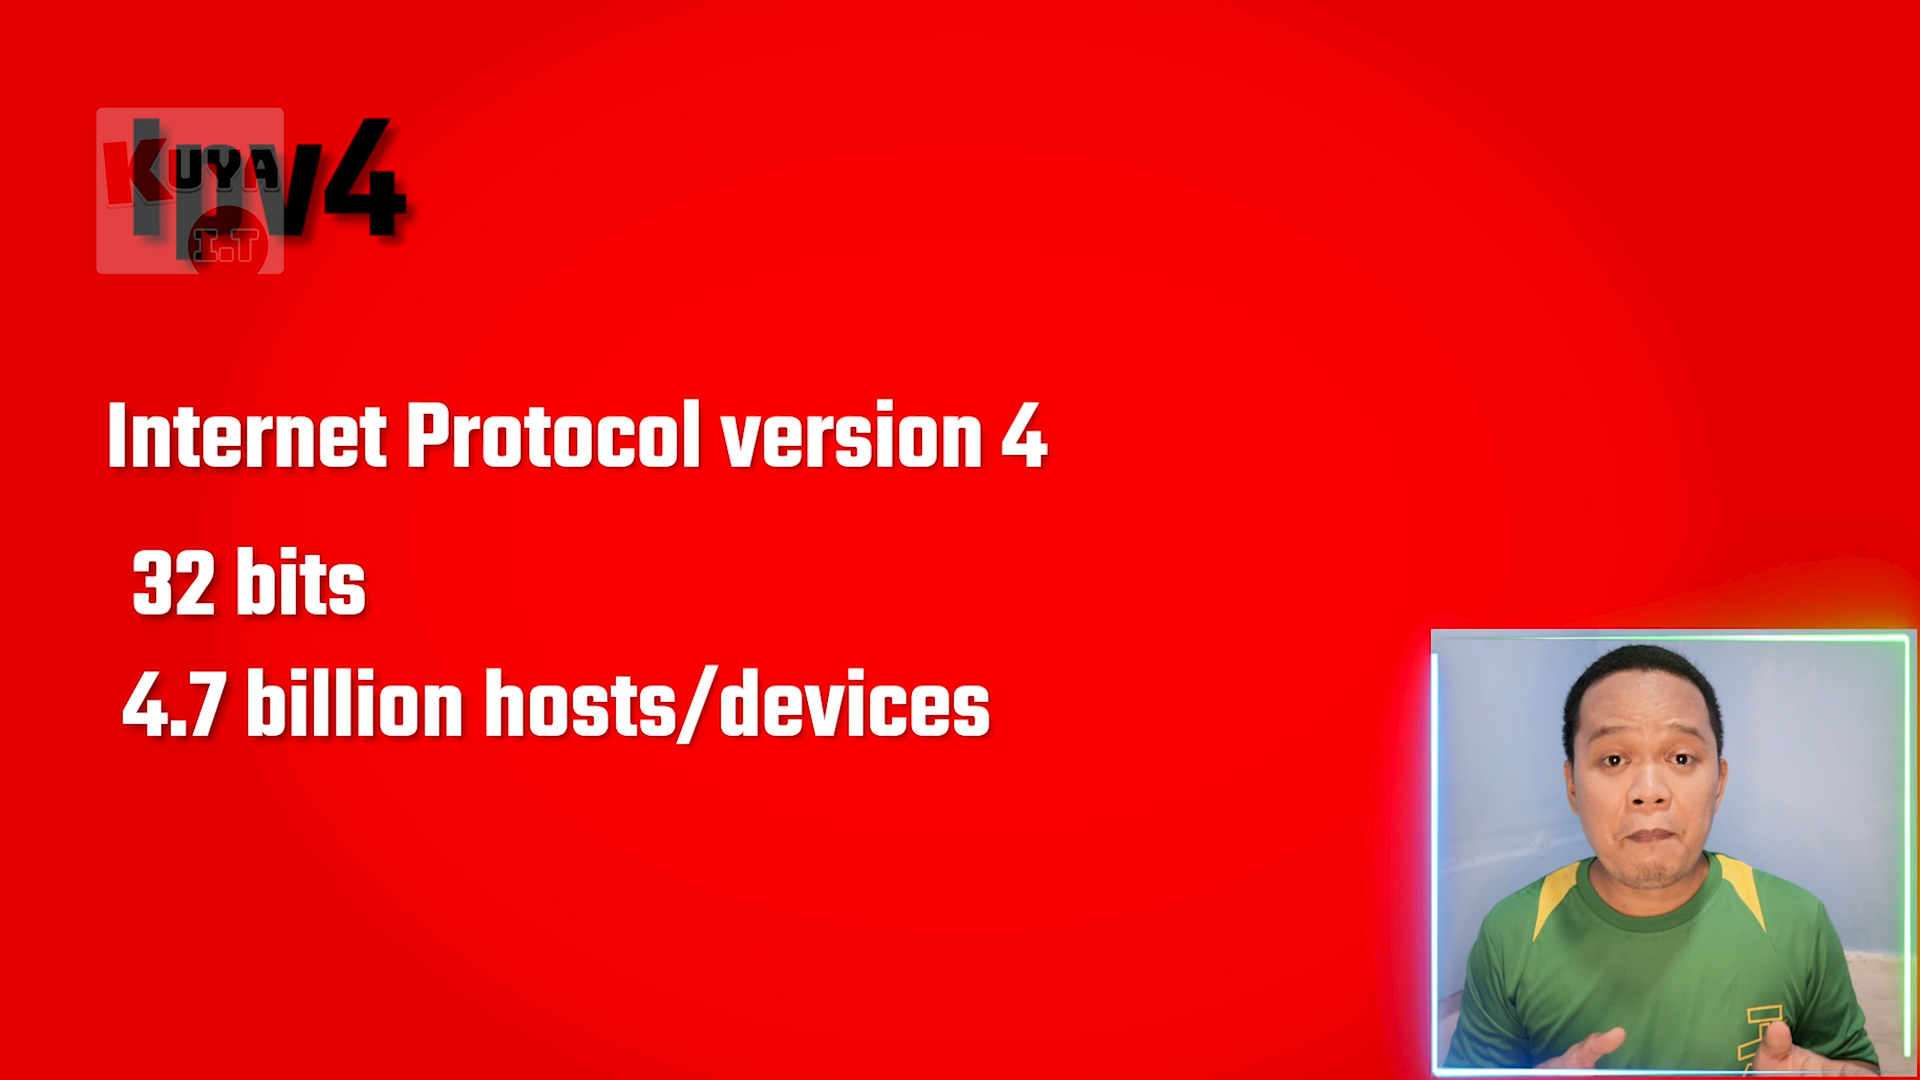 Ipv4
KUYA
I.T
Internet Protocol version 4
32 bits
4.7 billion hosts/devices